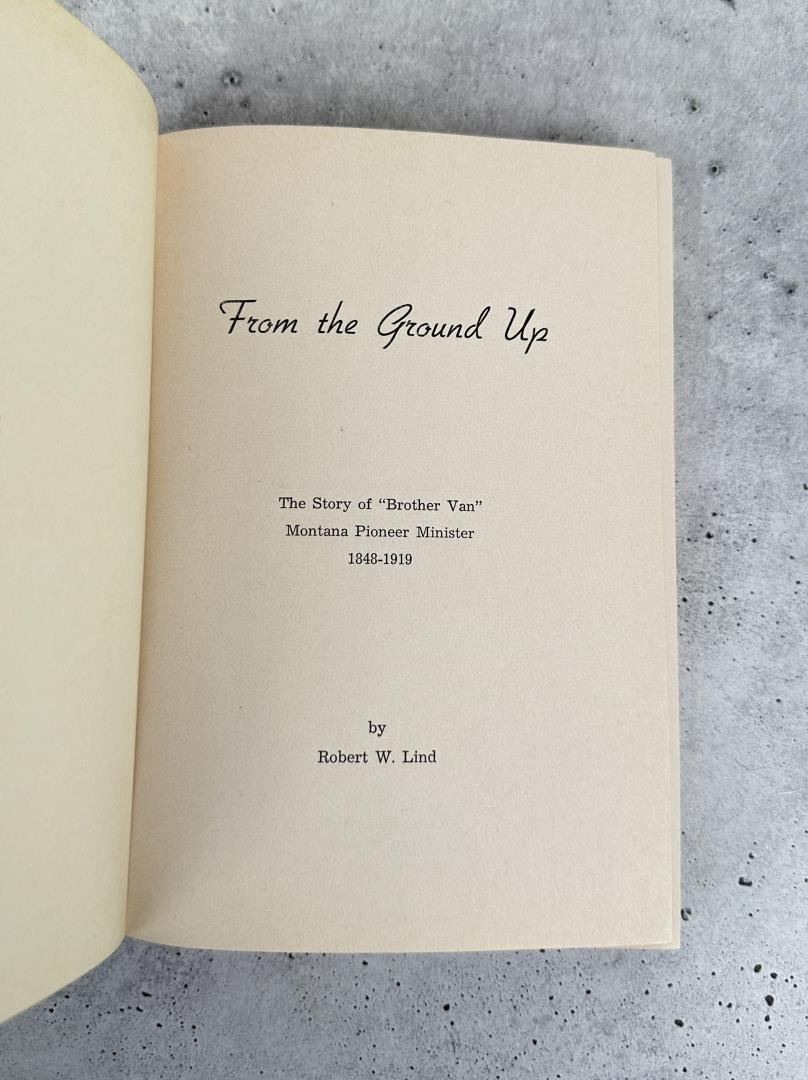 From the Ground Up
The Story of “Brother Van”
Montana Pioneer Minister
1848-1919
by
Robert W. Lind